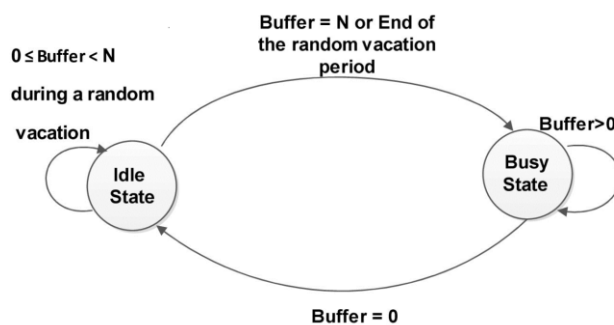 Buffer = N or End of
the random vacation
period
0 ≤ Buffer < N
during a random
vacation
Buffer>0
Idle
State
Busy
State
Buffer = 0